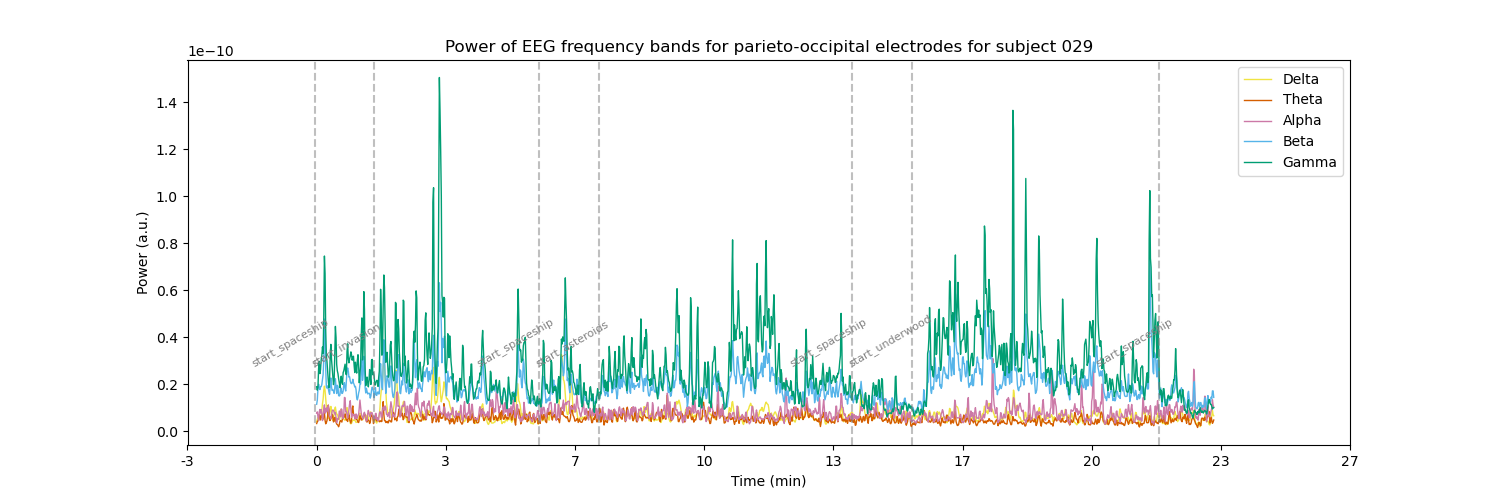 Power of EEG frequency bands for parieto-occipital electrodes for subject 029
1e−10
Delta
Theta
Alpha
Beta
Gamma
1.4
1.2
1.0
0.8
0.6
0.4
0.2
0.0
Power (a.u.)
start_spaceship
start_invasion
start_spaceship
start_asteroids
start_spaceship
start_underwood
start_spaceship
-3
0
3
7
10
13
17
20
23
27
Time (min)